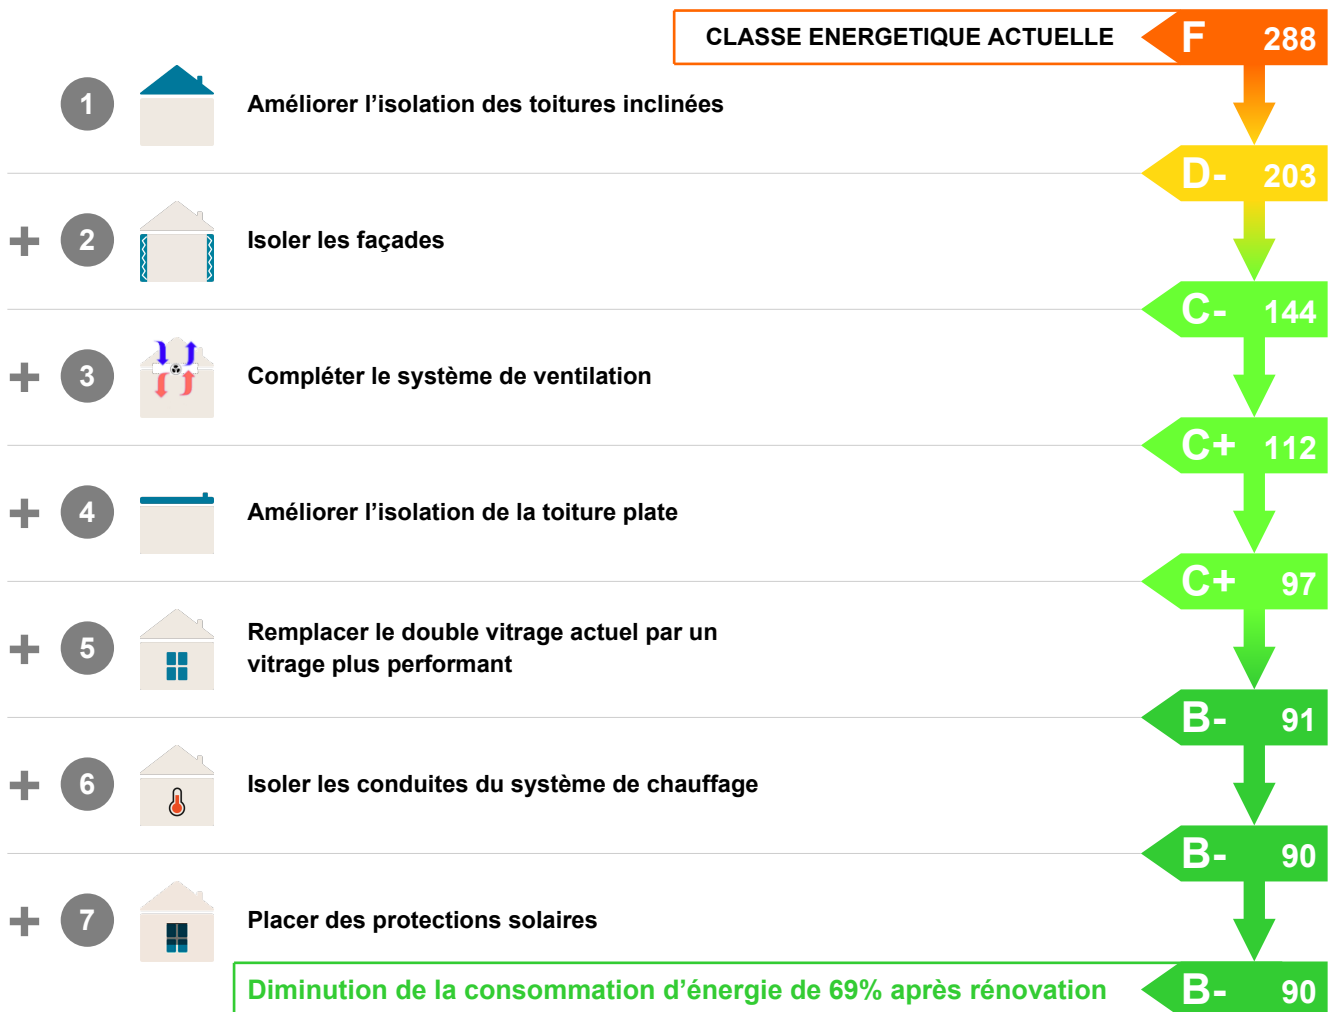 CLASSE ENERGETIQUE ACTUELLE F 288
1 Améliorer l’isolation des toitures inclinées
D- 203
+ 2 Isoler les façades
C- 144
+ 3 Compléter le système de ventilation
C+ 112
+ 4 Améliorer l’isolation de la toiture plate
C+ 97
+ 5 Remplacer le double vitrage actuel par un
vitrage plus performant
B- 91
+ 6 Isoler les conduites du système de chauffage
B- 90
+ 7 Placer des protections solaires
Diminution de la consommation d’énergie de 69% après rénovation B- 90